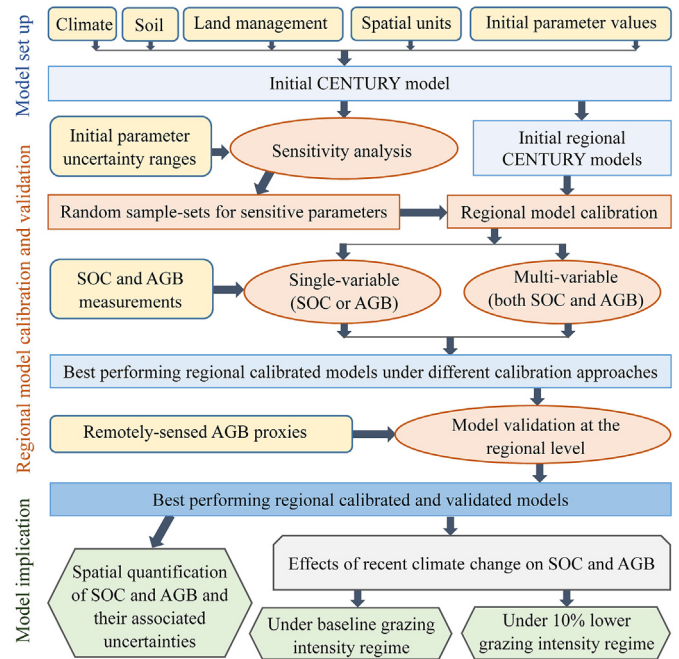 Model set up
Climate
Soil
Land management
Spatial units
Initial parameter values
Initial CENTURY model
Regional model calibration and validation
Initial parameter
uncertainty ranges
Sensitivity analysis
Initial regional
CENTURY models
Random sample-sets for sensitive parameters
Regional model calibration
SOC and AGB
measurements
Single-variable
(SOC or AGB)
Multi-variable
(both SOC and AGB)
Best performing regional calibrated models under different calibration approaches
Remotely-sensed AGB proxies
Model validation at the
regional level
Model implication
Best performing regional calibrated and validated models
Spatial quantification
of SOC and AGB and
their associated
uncertainties
Effects of recent climate change on SOC and AGB
Under baseline grazing
intensity regime
Under 10% lower
grazing intensity regime